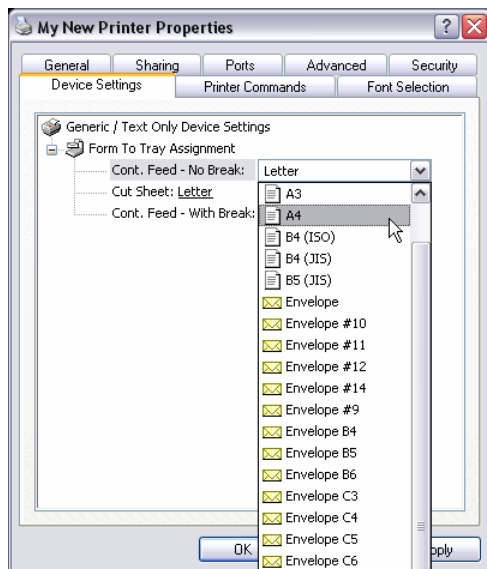 My New Printer Properties
General Sharing Ports Advanced Security
Device Settings Printer Commands Font Selection
Generic / Text Only Device Settings
Form To Tray Assignment
Cont. Feed - No Break: Letter
Cut Sheet: Letter
A3
Cont. Feed - With Break:
A4
B4 (ISO)
B4 (JIS)
B5 (JIS)
Envelope
Envelope #10
Envelope #11
Envelope #12
Envelope #14
Envelope #9
Envelope B4
Envelope B5
Envelope B6
Envelope C3
Envelope C4
Envelope C5
Envelope C6
OK pply